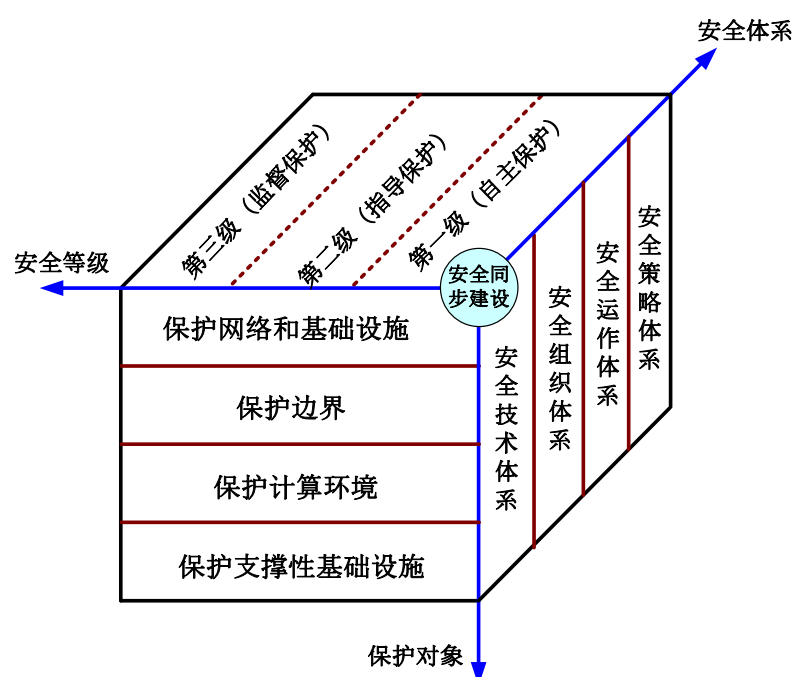 安全体系
第三级（监督保护）
第二级（指导保护）
第一级（自主保护）
安全等级
安全同
步建设
保护网络和基础设施
保护边界
保护计算环境
保护支撑性基础设施
安全技术体系
安全组织体系
安全运作体系
安全策略体系
保护对象